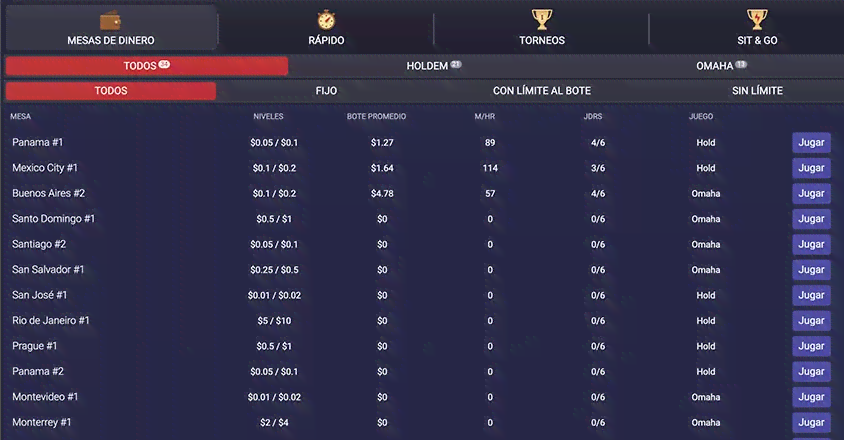 MESAS DE DINERO RÁPIDO TORNEOS SIT & GO
TODOS 34 HOLDEM 21 OMAHA 13
TODOS FIJO CON LÍMITE AL BOTE SIN LÍMITE
MESA NIVELES BOTE PROMEDIO M/HR JDRS JUEGO
Panama #1 $0.05 / $0.1 $1.27 89 4/6 Hold Jugar
Mexico City #1 $0.1 / $0.2 $1.64 114 3/6 Hold Jugar
Buenos Aires #2 $0.1 / $0.2 $4.78 57 4/6 Omaha Jugar
Santo Domingo #1 $0.5 / $1 $0 0 0/6 Omaha Jugar
Santiago #2 $0.05 / $0.1 $0 0 0/6 Omaha Jugar
San Salvador #1 $0.25 / $0.5 $0 0 0/6 Omaha Jugar
San José #1 $0.01 / $0.02 $0 0 0/6 Hold Jugar
Rio de Janeiro #1 $5 / $10 $0 0 0/6 Hold Jugar
Prague #1 $0.5 / $1 $0 0 0/6 Hold Jugar
Panama #2 $0.05 / $0.1 $0 0 0/6 Hold Jugar
Montevideo #1 $0.01 / $0.02 $0 0 0/6 Omaha Jugar
Monterrey #1 $2 / $4 $0 0 0/6 Omaha Jugar